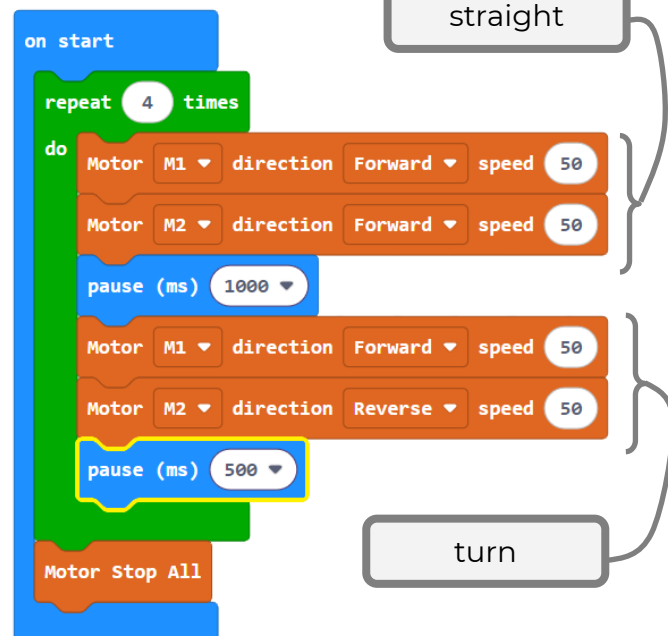 straight
on start
repeat 4 times
do
Motor M1 direction Forward speed 50
Motor M2 direction Forward speed 50
pause (ms) 1000
Motor M1 direction Forward speed 50
Motor M2 direction Reverse speed 50
pause (ms) 500
turn
Motor Stop All